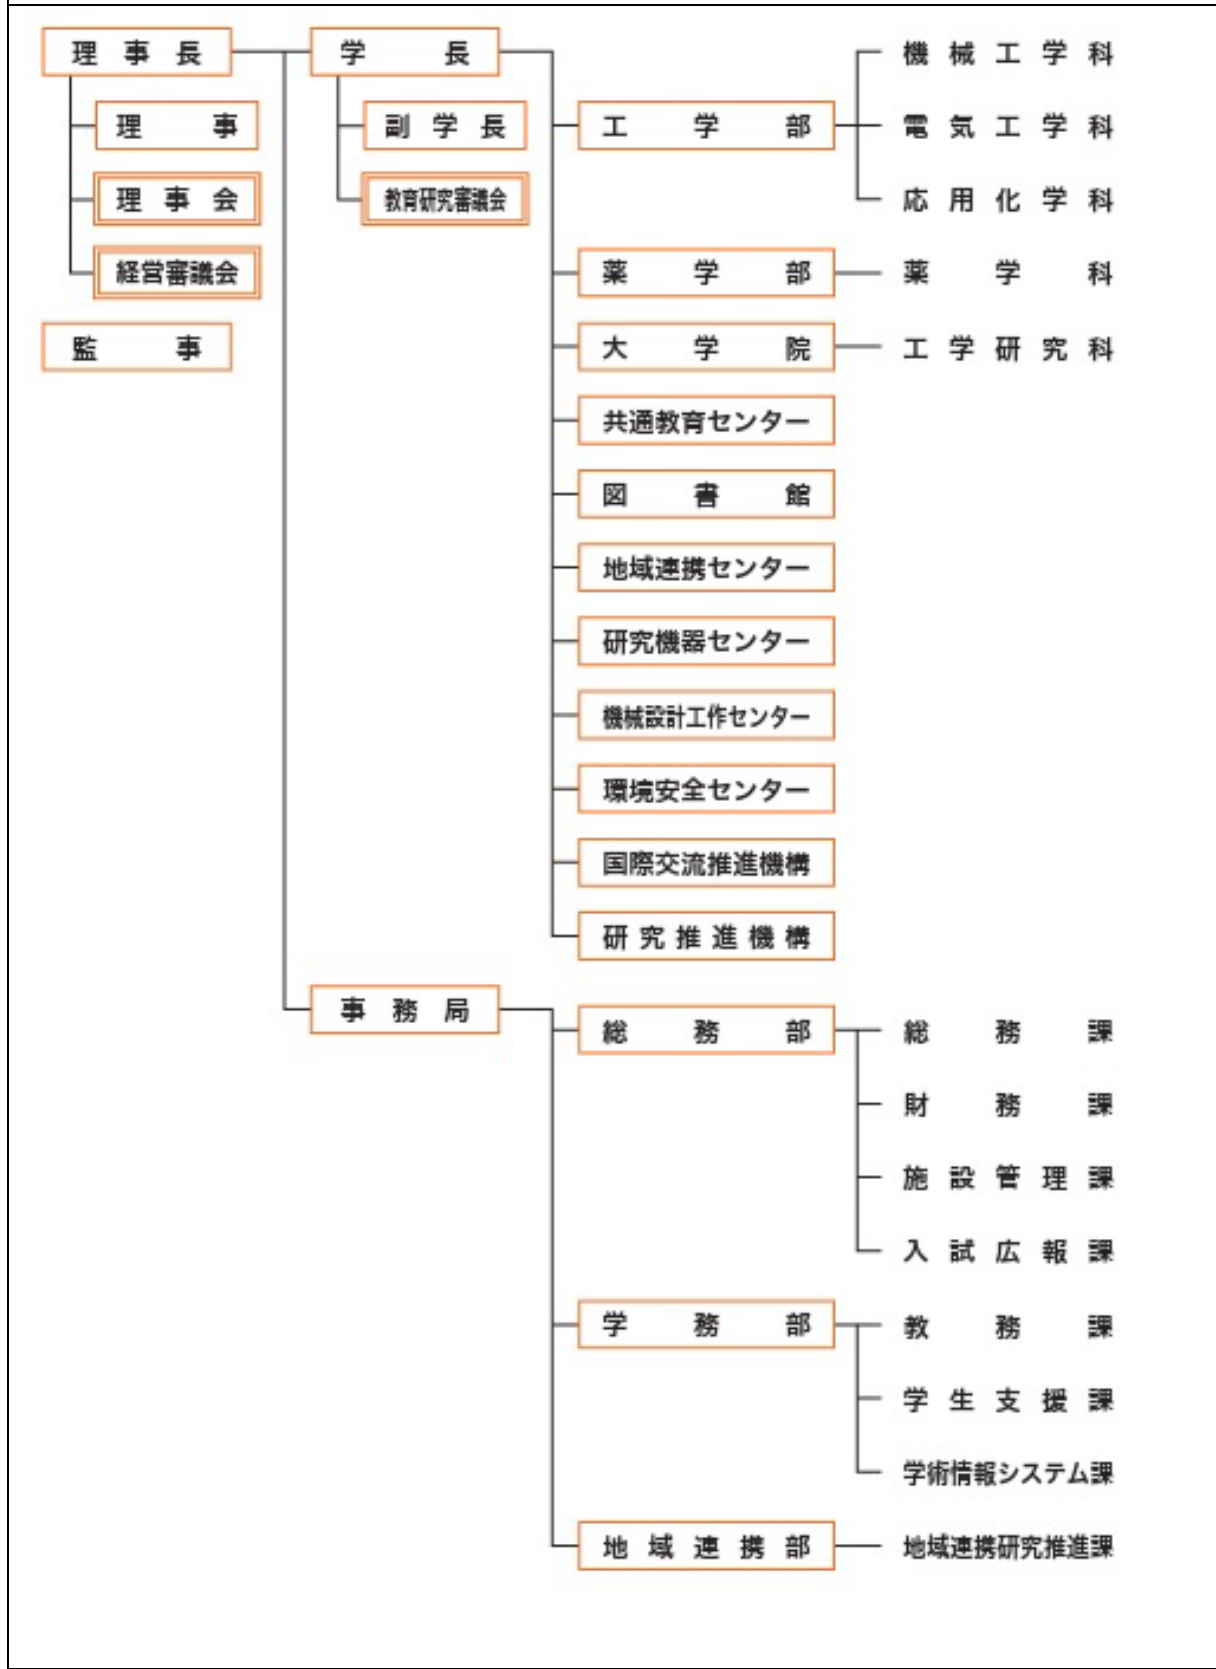 理事長
学長
機械工学科
理事
副学長
工学部
電気工学科
理事会
教育研究審議会
応用化学科
経営審議会
薬学部
薬学科
監事
大学院
工学研究科
共通教育センター
図書館
地域連携センター
研究機器センター
機械設計工作センター
環境安全センター
国際交流推進機構
研究推進機構
事務局
総務部
総務課
財務課
施設管理課
入試広報課
学務部
教務課
学生支援課
学術情報システム課
地域連携部
地域連携研究推進課